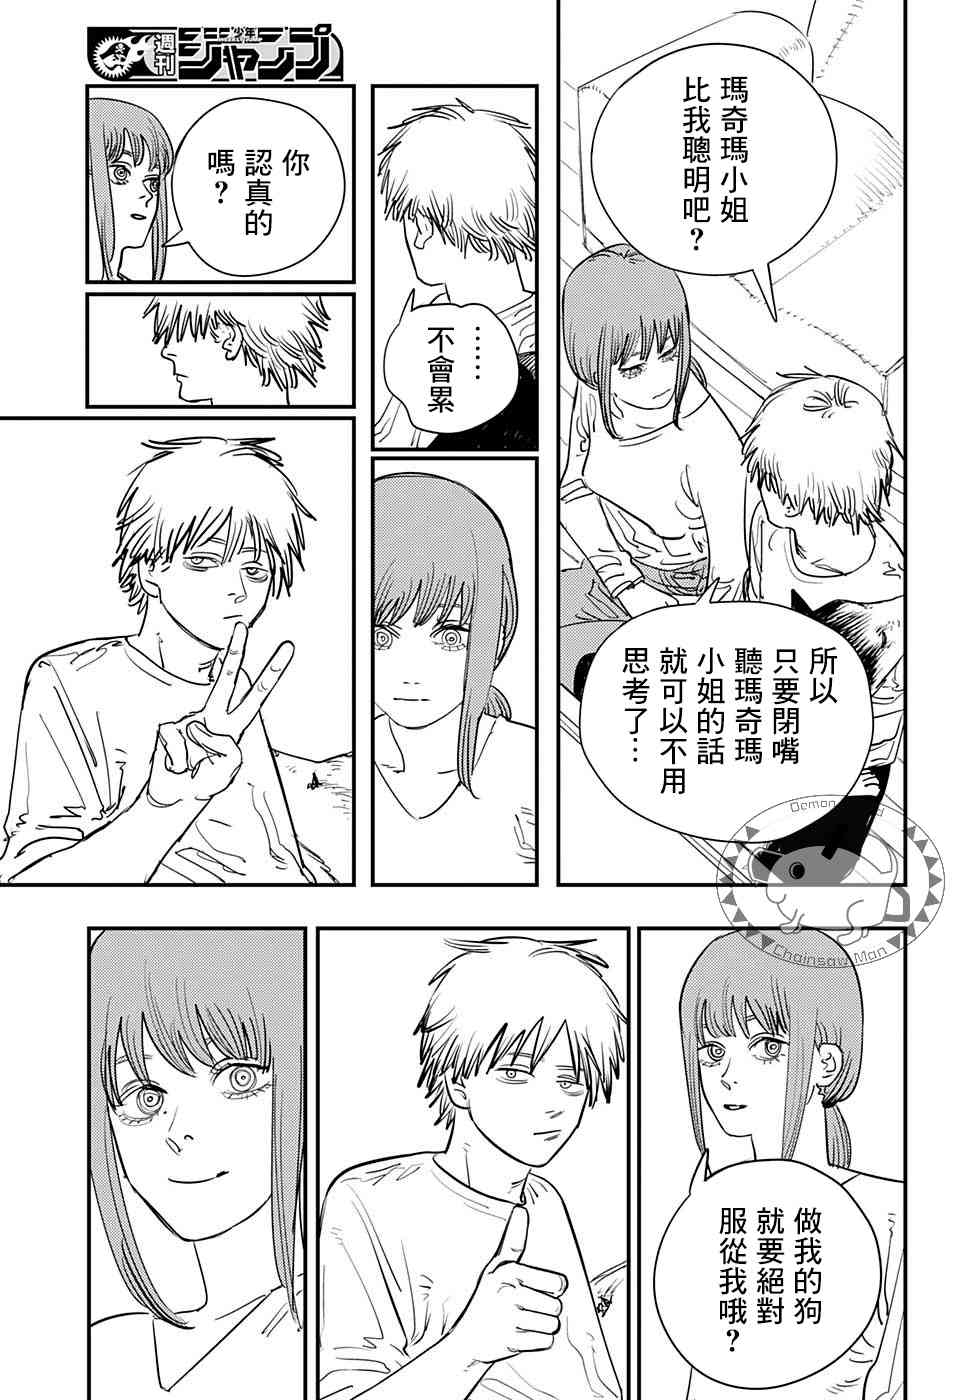 瑪奇瑪小姐
比我聰明吧?
所以
只要閉嘴
聽瑪奇瑪
小姐的話
就可以不用
思考了…
……
不會累
你
認真的
嗎?
週刊
少年
ジャンプ
做我的狗
就要絕對
服從我哦?
Chainsaw Man